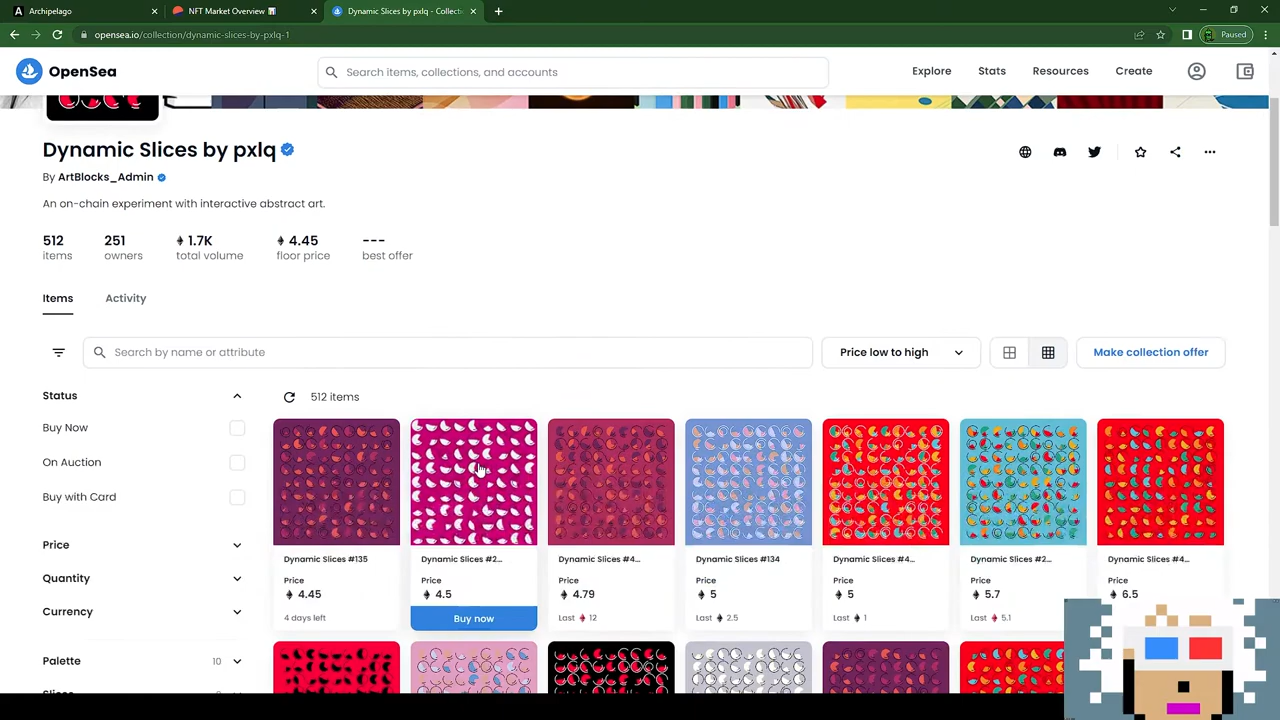 Archipelago
NFT Market Overview
Dynamic Slices by pxlq - Collecti
opensea.io/collection/dynamic-slices-by-pxlq-1
Paused
OpenSea
Search items, collections, and accounts
Explore
Stats
Resources
Create
Dynamic Slices by pxlq
By ArtBlocks_Admin
An on-chain experiment with interactive abstract art.
512
items
251
owners
1.7K
total volume
4.45
floor price
---
best offer
Items
Activity
Search by name or attribute
Price low to high
Make collection offer
Status
512 items
Buy Now
On Auction
Buy with Card
Price
Quantity
Currency
Palette
10
Dynamic Slices #135
Price
4.45
4 days left
Dynamic Slices #2...
Price
4.5
Buy now
Dynamic Slices #4...
Price
4.79
Last 12
Dynamic Slices #134
Price
5
Last 2.5
Dynamic Slices #4...
Price
5
Last 1
Dynamic Slices #2...
Price
5.7
Last 5.1
Dynamic Slices #4...
Price
6.5